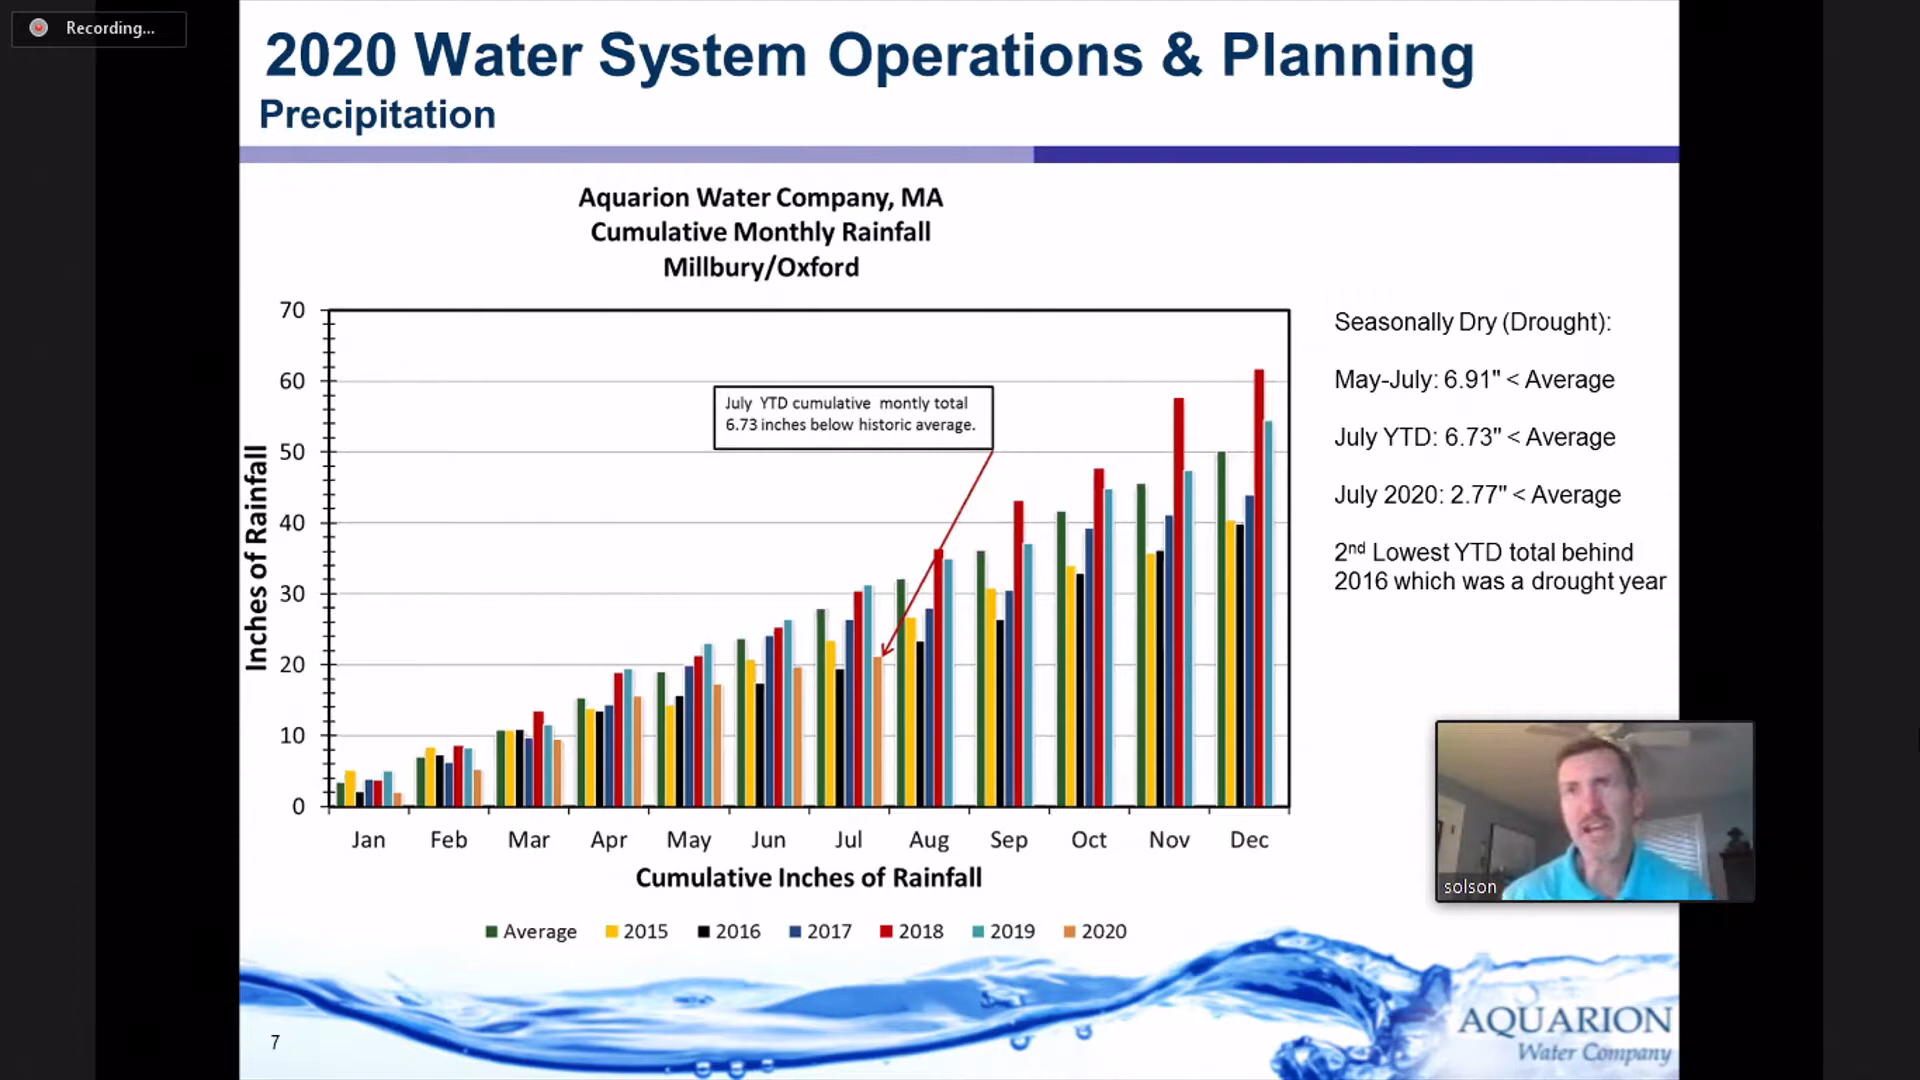 Recording...
2020 Water System Operations & Planning
Precipitation
Aquarion Water Company, MA
Cumulative Monthly Rainfall
Millbury/Oxford
70
60
50
40
30
20
10
0
Inches of Rainfall
July YTD cumulative montly total
6.73 inches below historic average.
Jan Feb Mar Apr May Jun Jul Aug Sep Oct Nov Dec
Cumulative Inches of Rainfall
Average 2015 2016 2017 2018 2019 2020
Seasonally Dry (Drought):
May-July: 6.91" < Average
July YTD: 6.73" < Average
July 2020: 2.77" < Average
2nd Lowest YTD total behind
2016 which was a drought year
solson
7
AQUARION
Water Company